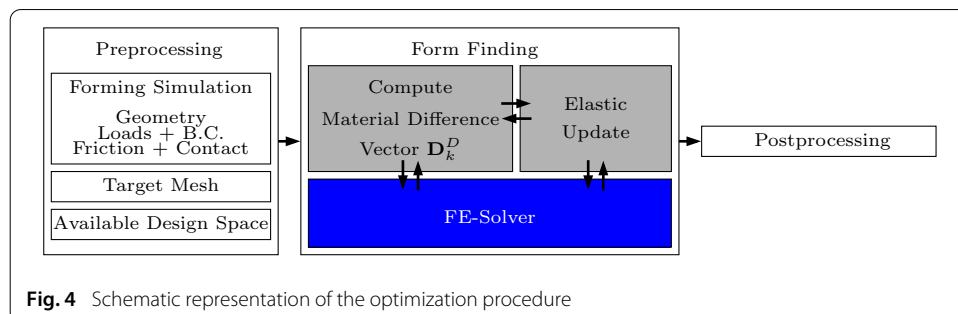 Preprocessing
Forming Simulation
Geometry
Loads + B.C.
Friction + Contact
Target Mesh
Available Design Space
Form Finding
Compute
Material Difference
Vector D_k^D
Elastic
Update
FE-Solver
Postprocessing
Fig. 4 Schematic representation of the optimization procedure